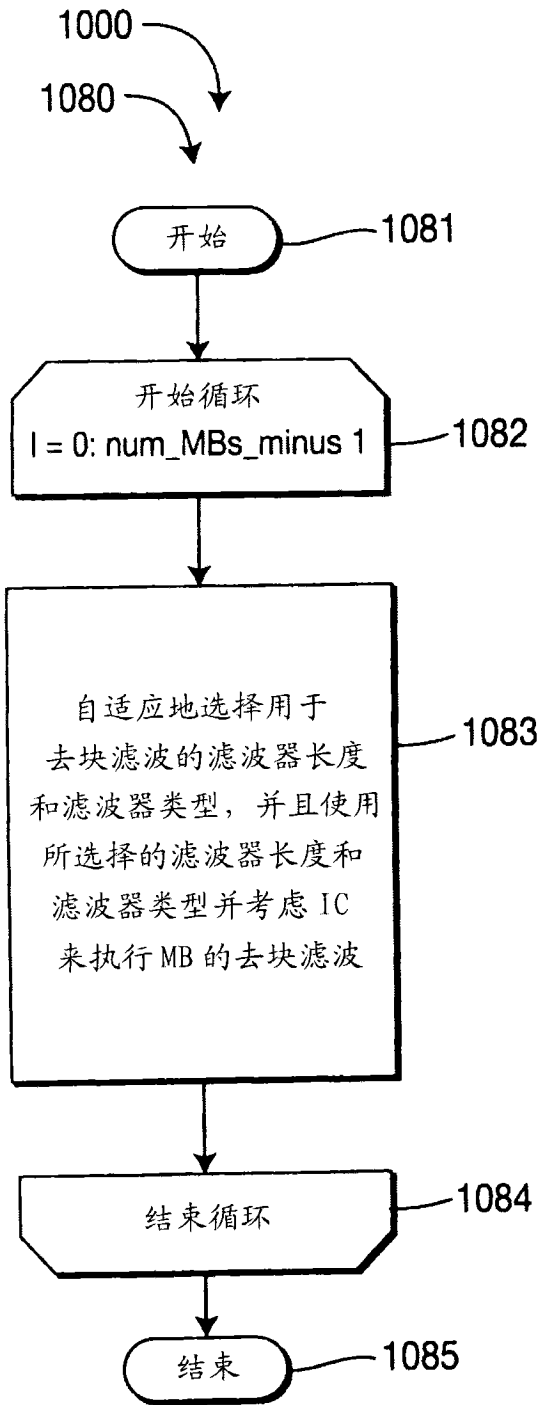 1000
1080
开始
1081
开始循环
I = 0: num_MBs_minus 1
1082
自适应地选择用于
去块滤波的滤波器长度
和滤波器类型，并且使用
所选择的滤波器长度和
滤波器类型并考虑 IC
来执行 MB 的去块滤波
1083
结束循环
1084
结束
1085